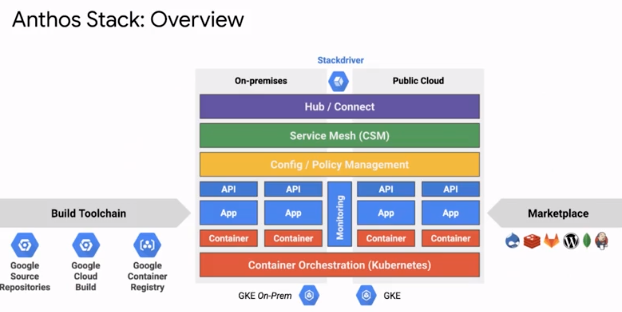 Anthos Stack: Overview
Stackdriver
On-premises
Public Cloud
Hub / Connect
Service Mesh (CSM)
Config / Policy Management
API
API
API
API
App
App
Monitoring
App
App
Container
Container
Container
Container
Container Orchestration (Kubernetes)
GKE On-Prem
GKE
Build Toolchain
Google
Source
Repositories
Google
Cloud
Build
Google
Container
Registry
Marketplace